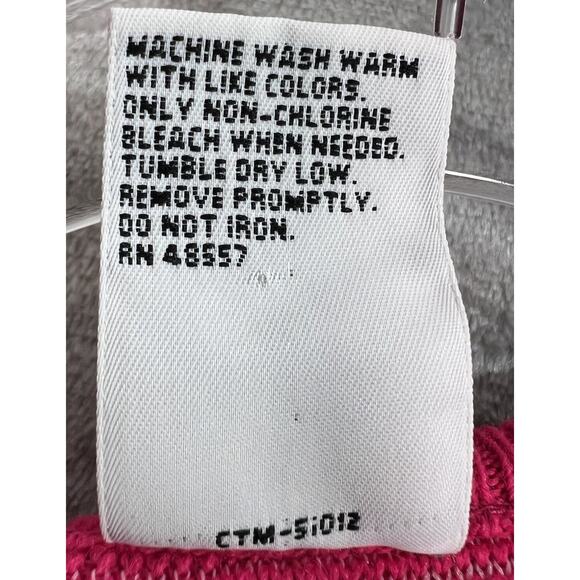 MACHINE WASH WARM
WITH LIKE COLORS.
ONLY NON-CHLORINE
BLEACH WHEN NEEDED.
TUMBLE DRY LOW.
REMOVE PROMPTLY.
DO NOT IRON.
RN 48557
CTM-S1012